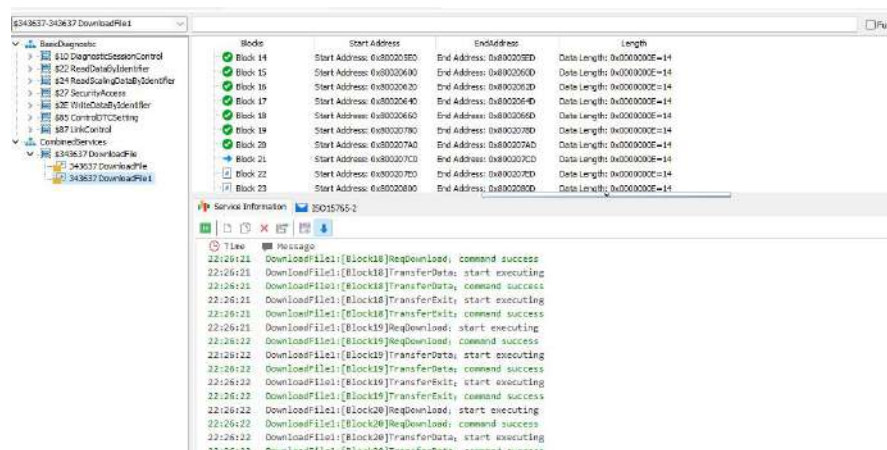 $343637-343637 DownloadFile1
Fu
BasicDiagnostic
$10 DiagnosticSessionControl
$22 ReadDataByIdentifier
$24 ReadScalingDataByIdentifier
$27 SecurityAccess
$2E WriteDataByIdentifier
$85 ControlDTCSetting
$87 LinkControl
CombinedServices
$343637 DownloadFile
343637 DownloadFile
343637 DownloadFile1
Blocks Start Address EndAddress Length
Block 14 Start Address: 0x800205E0 End Address: 0x800205ED Data Length: 0x0000000E=14
Block 15 Start Address: 0x80020600 End Address: 0x8002060D Data Length: 0x0000000E=14
Block 16 Start Address: 0x80020620 End Address: 0x8002062D Data Length: 0x0000000E=14
Block 17 Start Address: 0x80020640 End Address: 0x8002064D Data Length: 0x0000000E=14
Block 18 Start Address: 0x80020660 End Address: 0x8002066D Data Length: 0x0000000E=14
Block 19 Start Address: 0x80020780 End Address: 0x8002078D Data Length: 0x0000000E=14
Block 20 Start Address: 0x800207A0 End Address: 0x800207AD Data Length: 0x0000000E=14
Block 21 Start Address: 0x800207C0 End Address: 0x800207CD Data Length: 0x0000000E=14
Block 22 Start Address: 0x800207E0 End Address: 0x800207ED Data Length: 0x0000000E=14
Block 23 Start Address: 0x80020800 End Address: 0x8002080D Data Length: 0x0000000E=14
Service Information ISO15765-2
Time Message
22:26:21 DownloadFile1:[Block18]ReqDownload; command success
22:26:21 DownloadFile1:[Block18]TransferData; start executing
22:26:21 DownloadFile1:[Block18]TransferData; command success
22:26:21 DownloadFile1:[Block18]TransferExit; start executing
22:26:21 DownloadFile1:[Block18]TransferExit; command success
22:26:21 DownloadFile1:[Block19]ReqDownload; start executing
22:26:22 DownloadFile1:[Block19]ReqDownload; command success
22:26:22 DownloadFile1:[Block19]TransferData; start executing
22:26:22 DownloadFile1:[Block19]TransferData; command success
22:26:22 DownloadFile1:[Block19]TransferExit; start executing
22:26:22 DownloadFile1:[Block19]TransferExit; command success
22:26:22 DownloadFile1:[Block20]ReqDownload; start executing
22:26:22 DownloadFile1:[Block20]ReqDownload; command success
22:26:22 DownloadFile1:[Block20]TransferData; start executing